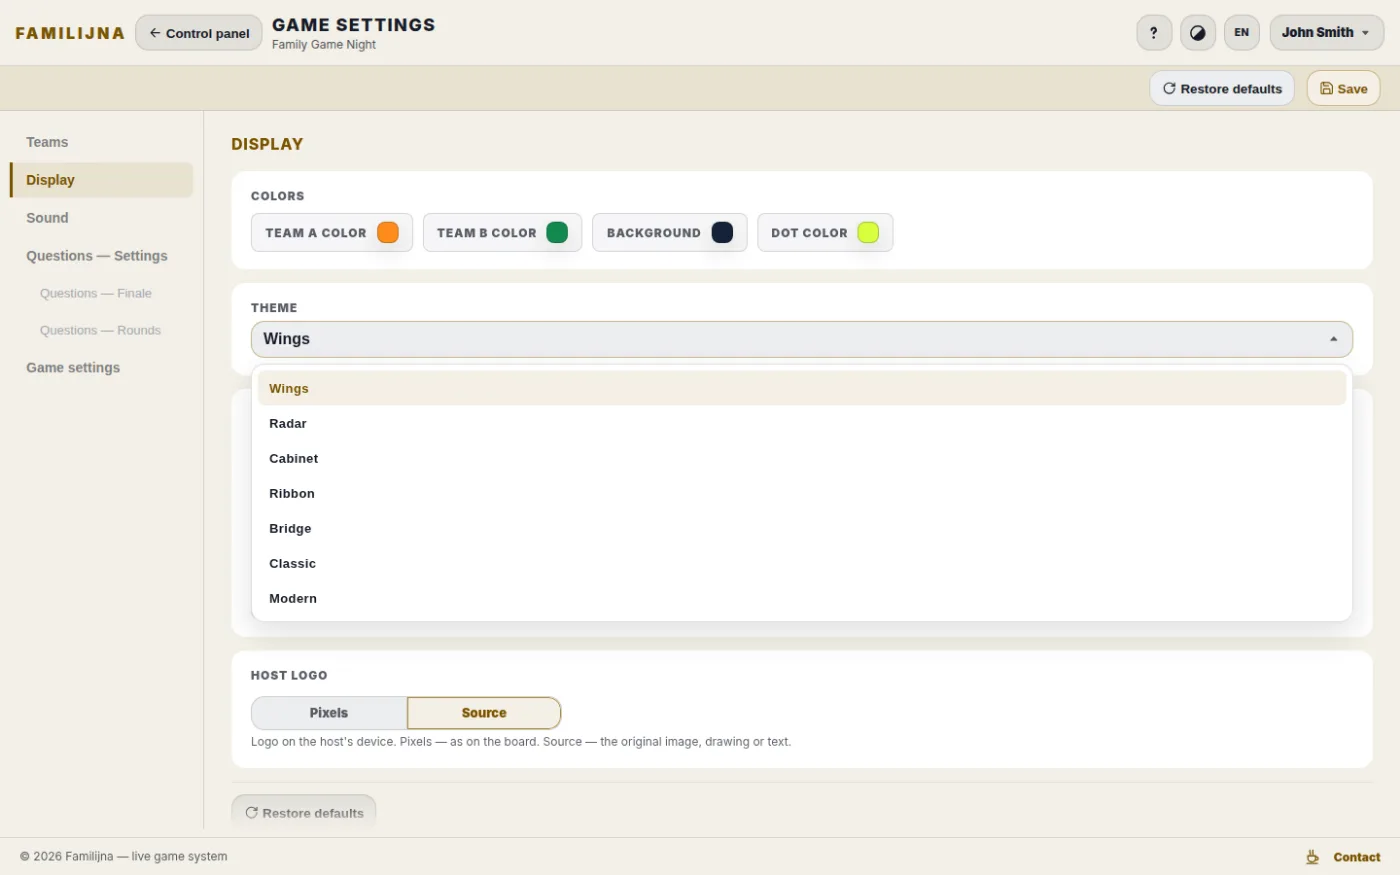 FAMILIJNA
← Control panel
GAME SETTINGS
Family Game Night
?
EN
John Smith
Restore defaults
Save
Teams
Display
Sound
Questions — Settings
Questions — Finale
Questions — Rounds
Game settings
DISPLAY
COLORS
TEAM A COLOR
TEAM B COLOR
BACKGROUND
DOT COLOR
THEME
Wings
Wings
Radar
Cabinet
Ribbon
Bridge
Classic
Modern
HOST LOGO
Pixels
Source
Logo on the host's device. Pixels — as on the board. Source — the original image, drawing or text.
Restore defaults
© 2026 Familijna — live game system
Contact